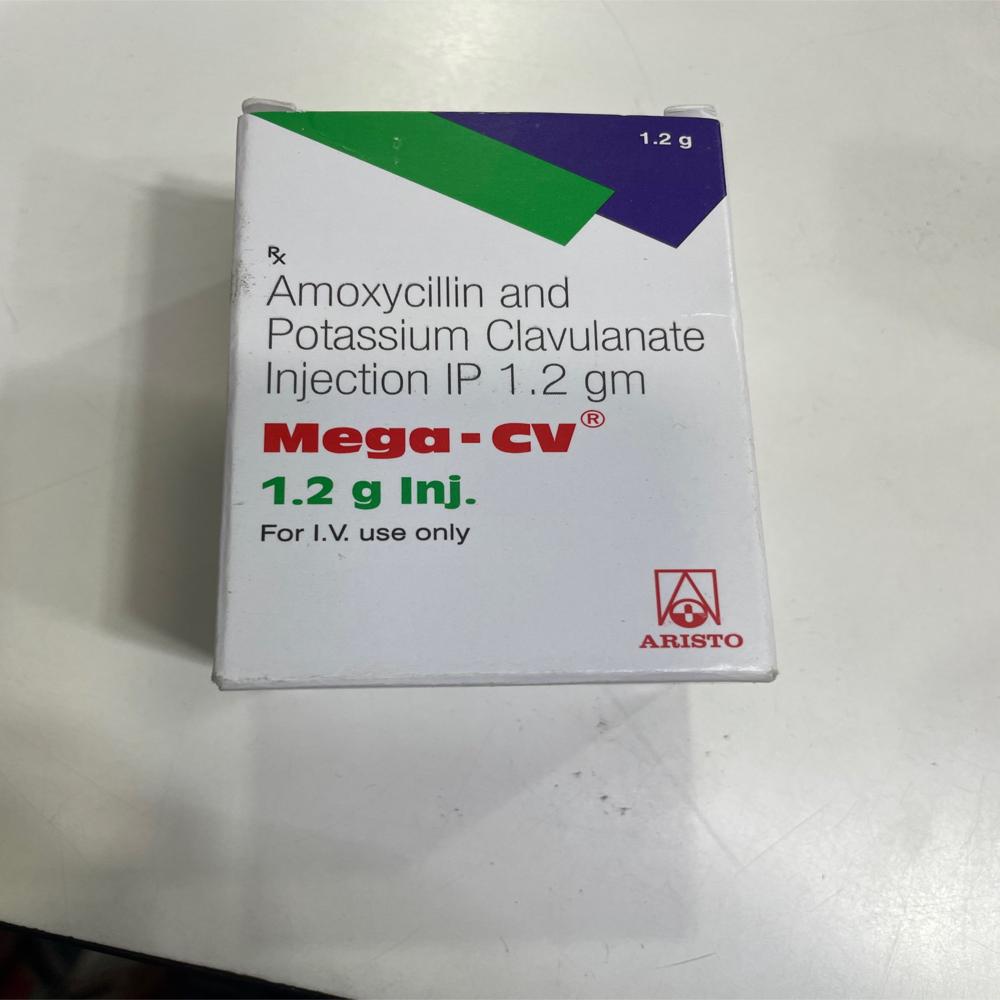 1.2 g
Rx
Amoxycillin and
Potassium Clavulanate
Injection IP 1.2 gm
Mega-CV®
1.2 g Inj.
For I.V. use only
ARISTO